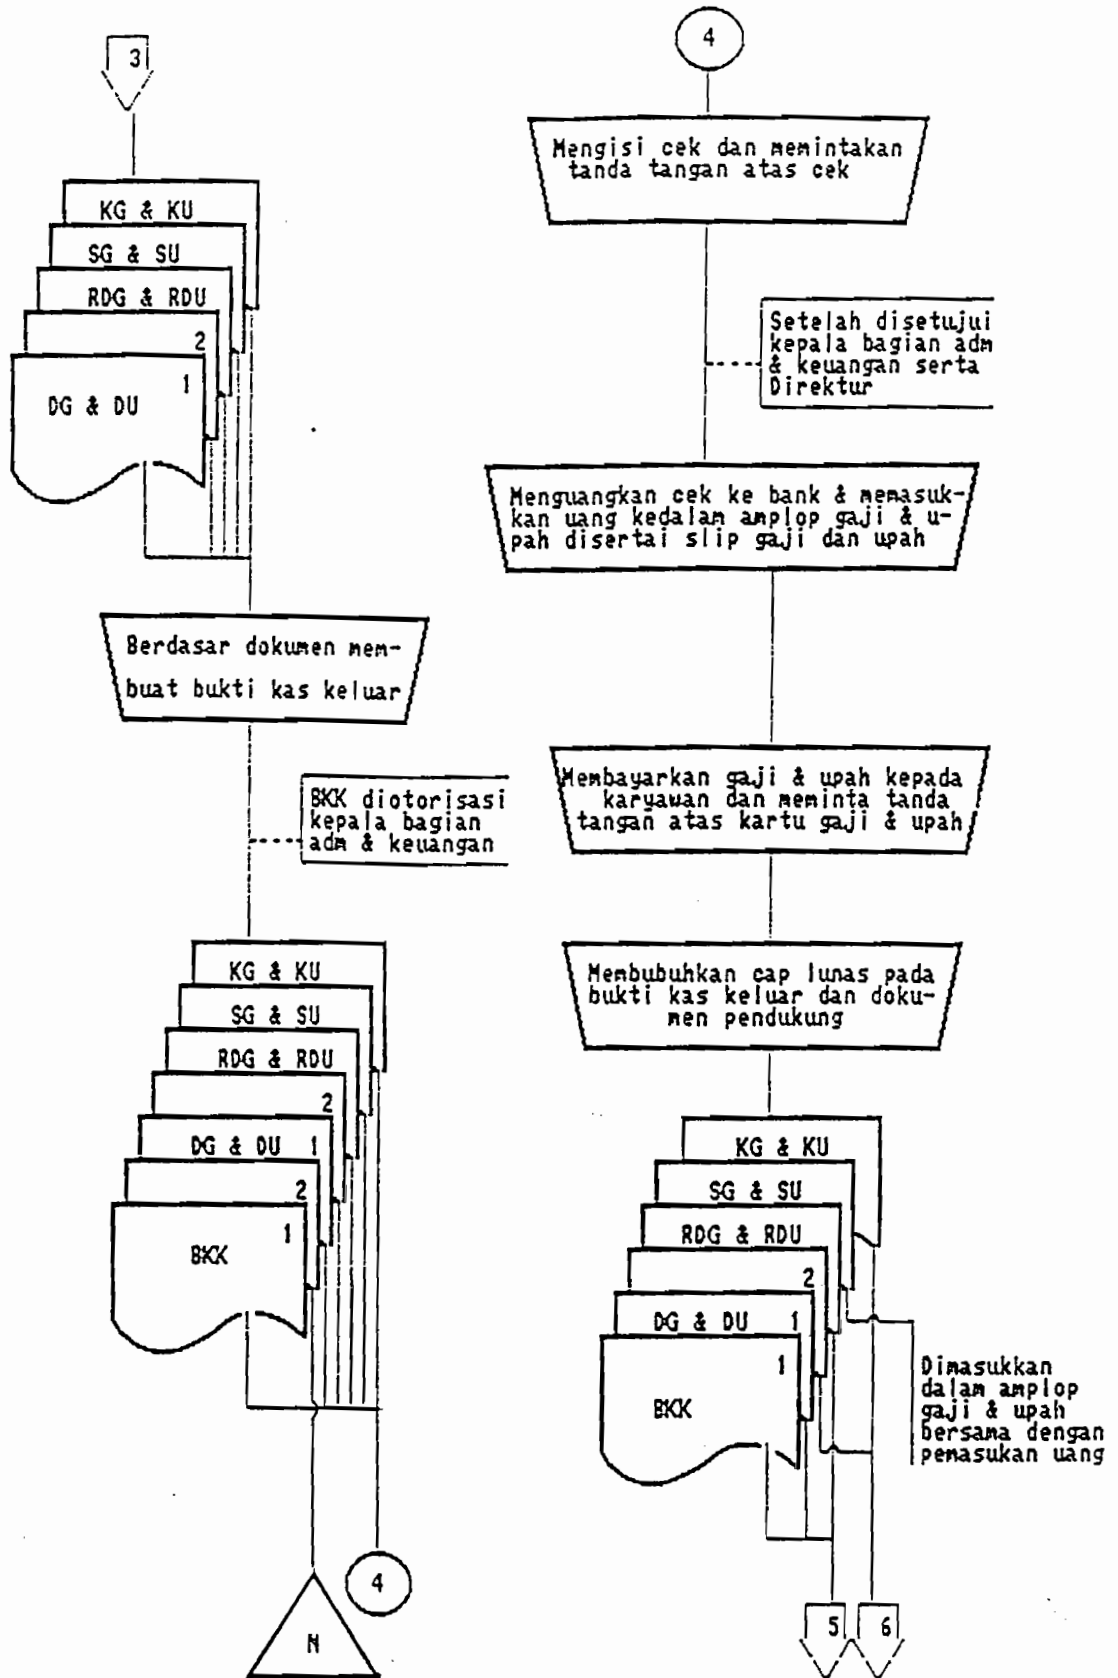 3
KG & KU
SG & SU
RDG & RDU
2
1
DG & DU
Berdasar dokumen mem-
buat bukti kas keluar
BKK diotorisasi
kepala bagian
adm & keuangan
KG & KU
SG & SU
RDG & RDU
2
DG & DU 1
2
1
BKK
4
N
4
Mengisi cek dan memintakan
tanda tangan atas cek
Setelah disetujui
kepala bagian adm
& keuangan serta
Direktur
Menguangkan cek ke bank & memasuk-
kan uang kedalam amplop gaji & u-
pah disertai slip gaji dan upah
Membayarkan gaji & upah kepada
karyawan dan meminta tanda
tangan atas kartu gaji & upah
Membubuhkan cap lunas pada
bukti kas keluar dan doku-
men pendukung
KG & KU
SG & SU
RDG & RDU
2
DG & DU 1
1
BKK
Dimasukkan
dalam amplop
gaji & upah
bersama dengan
pemasukan uang
5 6